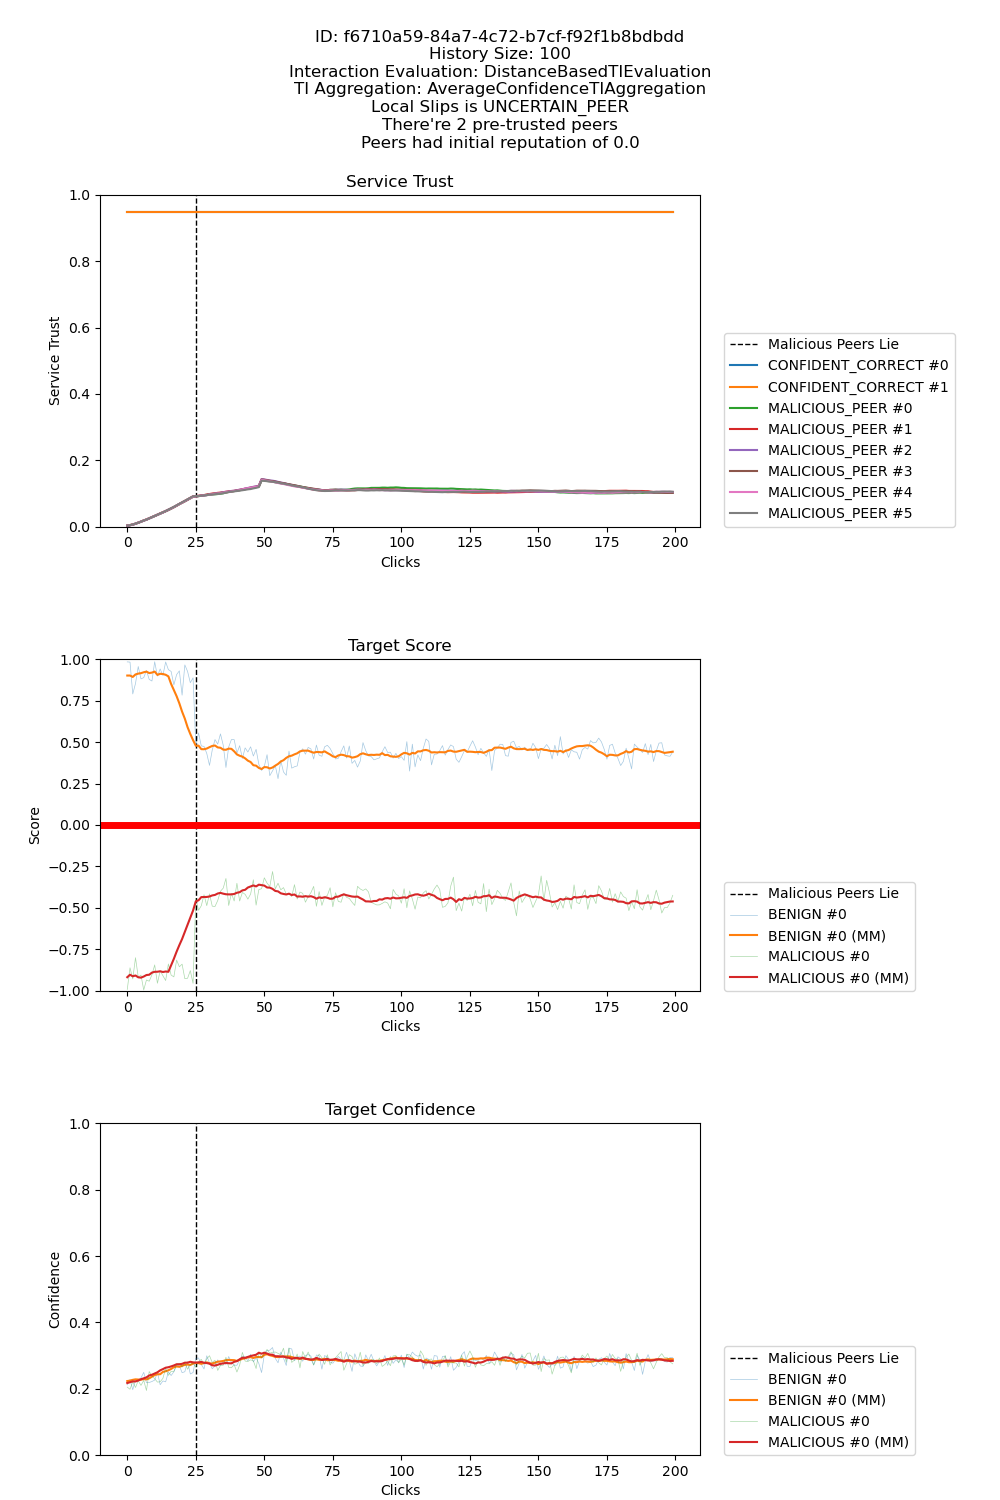 ID: f6710a59-84a7-4c72-b7cf-f92f1b8bdbdd
History Size: 100
Interaction Evaluation: DistanceBasedTIEvaluation
TI Aggregation: AverageConfidenceTIAggregation
Local Slips is UNCERTAIN_PEER
There're 2 pre-trusted peers
Peers had initial reputation of 0.0
Service Trust
1.0
0.8
0.6
0.4
0.2
0.0
Service Trust
0 25 50 75 100 125 150 175 200
Clicks
Malicious Peers Lie
CONFIDENT_CORRECT #0
CONFIDENT_CORRECT #1
MALICIOUS_PEER #0
MALICIOUS_PEER #1
MALICIOUS_PEER #2
MALICIOUS_PEER #3
MALICIOUS_PEER #4
MALICIOUS_PEER #5
Target Score
1.00
0.75
0.50
0.25
0.00
−0.25
−0.50
−0.75
−1.00
Score
0 25 50 75 100 125 150 175 200
Clicks
Malicious Peers Lie
BENIGN #0
BENIGN #0 (MM)
MALICIOUS #0
MALICIOUS #0 (MM)
Target Confidence
1.0
0.8
0.6
0.4
0.2
0.0
Confidence
0 25 50 75 100 125 150 175 200
Clicks
Malicious Peers Lie
BENIGN #0
BENIGN #0 (MM)
MALICIOUS #0
MALICIOUS #0 (MM)